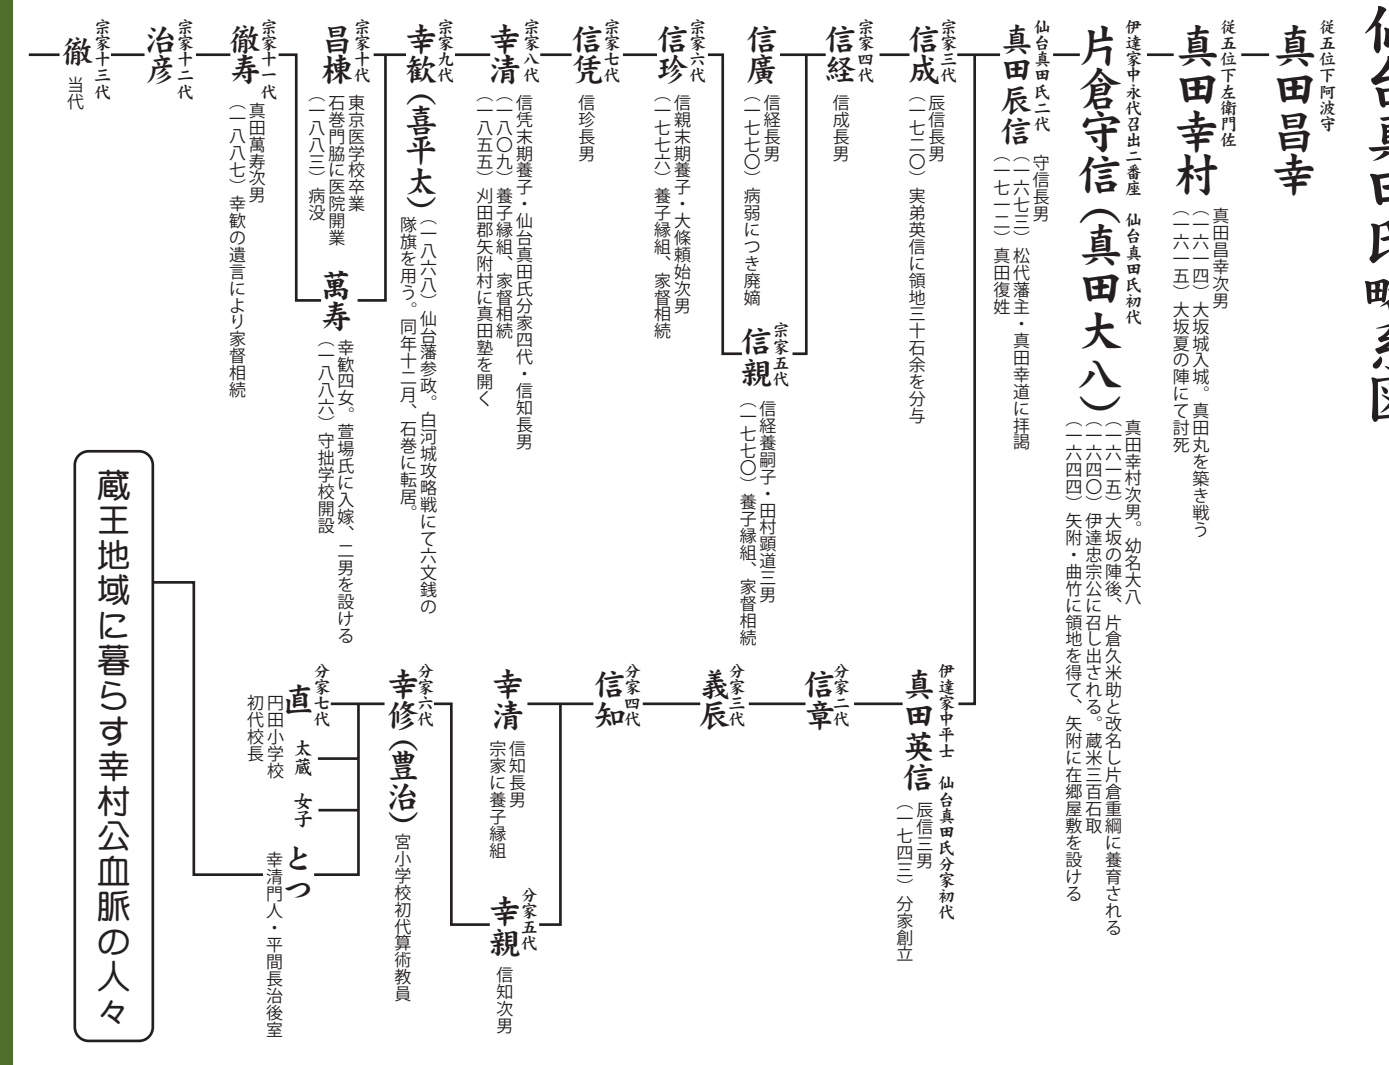 仙台真田氏略系図
従五位下阿波守
真田昌幸
従五位下左衛門佐
真田幸村
真田昌幸次男
（一六一四）大坂城入城。真田丸を築き戦う
（一六一五）大坂夏の陣にて討死
伊達家中永代召出二番座　仙台真田氏初代
片倉守信（真田大八）
真田幸村次男。幼名大八
（一六一五）大坂の陣後、片倉久米助と改名し片倉重綱に養育される
（一六四〇）伊達忠宗公に召し出される。蔵米三百石取
（一六四四）矢附・曲竹に領地を得て、矢附に在郷屋敷を設ける
仙台真田氏二代
真田辰信
守信長男
（一六七三）松代藩主・真田幸道に拝謁
（一七一二）真田復姓
宗家三代
信成
辰信長男
（一七二〇）実弟英信に領地三十石余を分与
宗家四代
信経
信成長男
信廣
信経長男
（一七七〇）病弱につき廃嫡
宗家五代
信親
信経養嗣子・田村顕道三男
（一七七〇）養子縁組、家督相続
宗家六代
信珍
信親末期養子・大條頼始次男
（一七七六）養子縁組、家督相続
宗家七代
信凭
信珍長男
宗家八代
幸清
信凭末期養子・仙台真田氏分家四代・信知長男
（一八〇九）養子縁組、家督相続
（一八五五）刈田郡矢附村に真田塾を開く
宗家九代
幸歓（喜平太）
（一八六八）仙台藩参政。白河城攻略戦にて六文銭の
隊旗を用う。同年十二月、石巻に転居。
宗家十代
昌棟
東京医学校卒業
石巻門脇に医院開業
（一八八三）病没
萬寿
幸歓四女。萱場氏に入嫁、二男を設ける
（一八八六）守拙学校開設
宗家十一代
徹寿
真田萬寿次男
（一八八七）幸歓の遺言により家督相続
宗家十二代
治彦
宗家十三代
徹
当代
伊達家中平士　仙台真田氏分家初代
真田英信
辰信三男
（一七四三）分家創立
分家二代
信章
分家三代
義辰
分家四代
信知
幸清
信知長男
宗家に養子縁組
分家五代
幸親
信知次男
分家六代
幸修（豊治）
宮小学校初代算術教員
分家七代
直
円田小学校
初代校長
太蔵
女子
とつ
幸清門人・平間長治後室
蔵王地域に暮らす幸村公血脈の人々